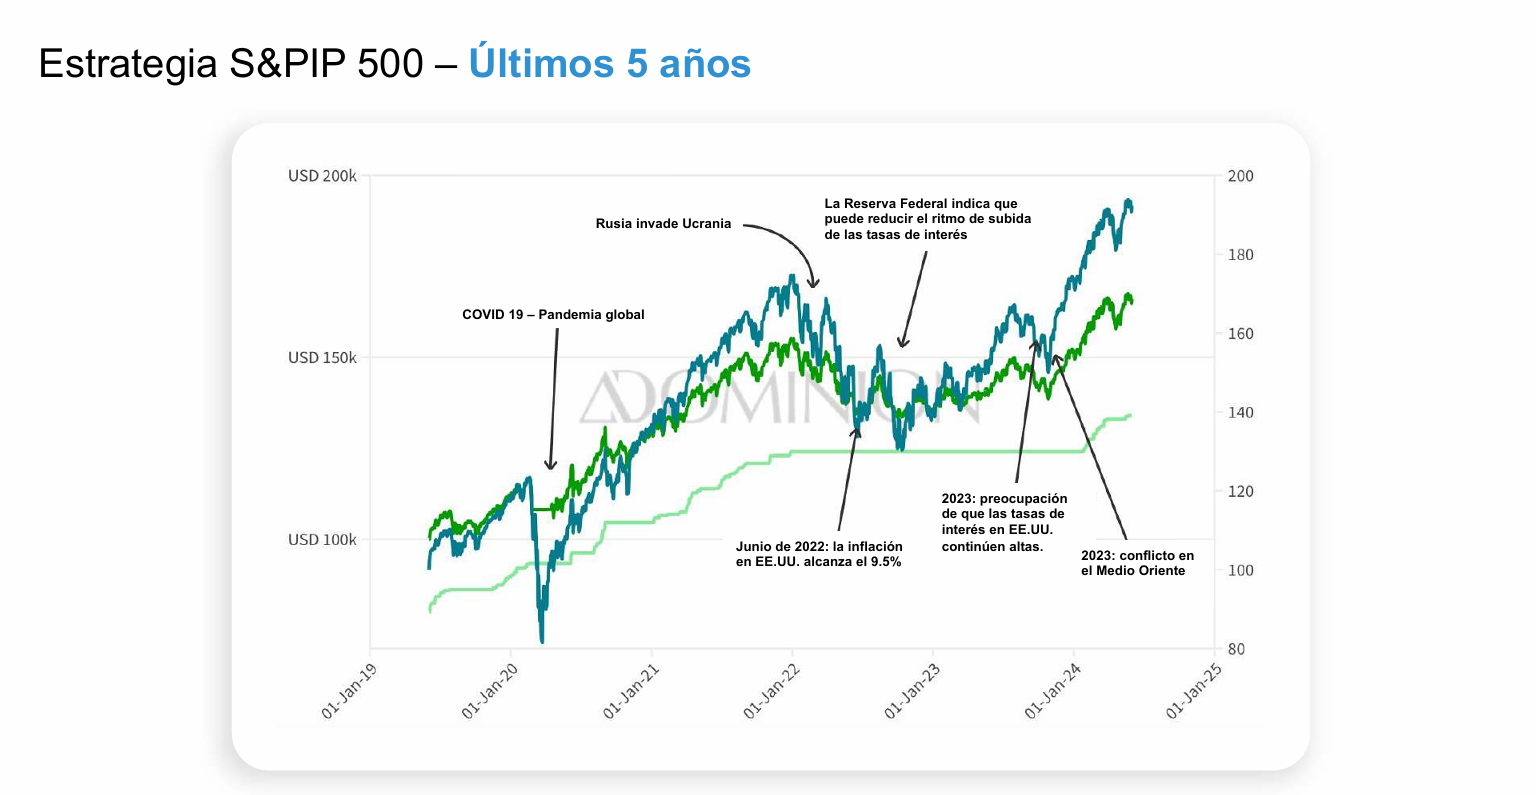 Estrategia S&PIP 500 – Últimos 5 años
USD 200k
USD 150k
USD 100k
200
180
160
140
120
100
80
La Reserva Federal indica que
puede reducir el ritmo de subida
de las tasas de interés
Rusia invade Ucrania
COVID 19 – Pandemia global
DOMINION
2023: preocupación
de que las tasas de
interés en EE.UU.
continúen altas.
Junio de 2022: la inflación
en EE.UU. alcanza el 9.5%
2023: conflicto en
el Medio Oriente
01-Jan-19
01-Jan-20
01-Jan-21
01-Jan-22
01-Jan-23
01-Jan-24
01-Jan-25